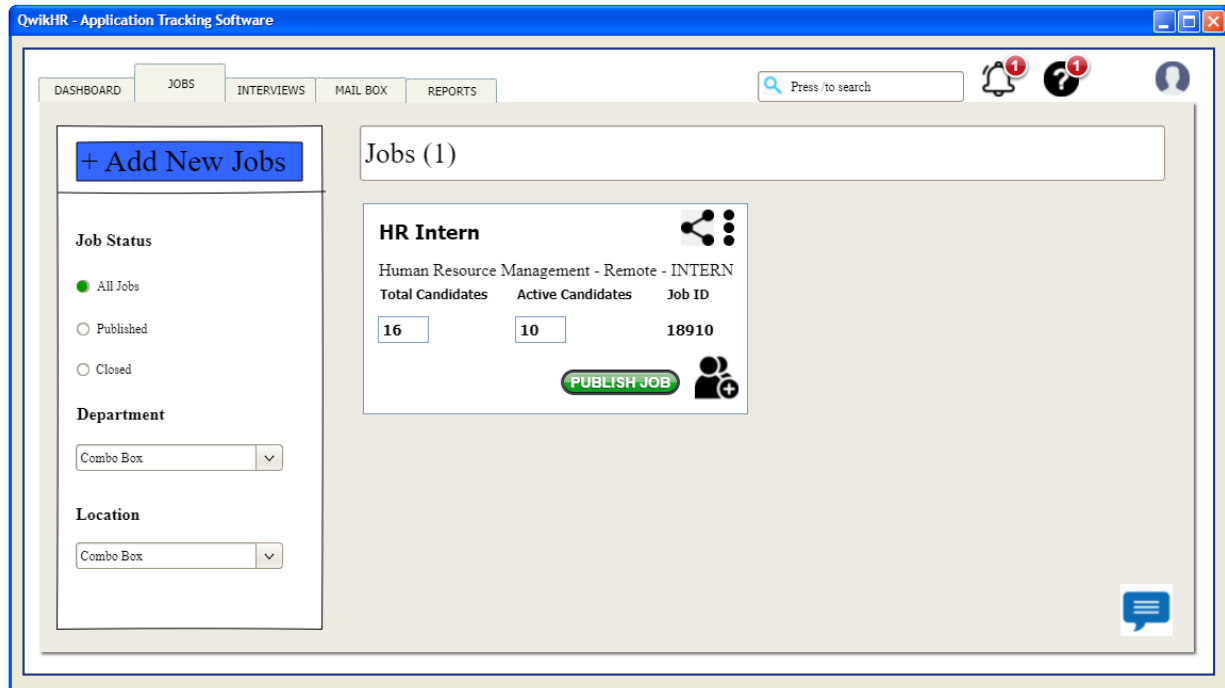 QwikHR - Application Tracking Software
DASHBOARD JOBS INTERVIEWS MAIL BOX REPORTS
Press /to search
1
1
+ Add New Jobs
Jobs (1)
Job Status
All Jobs
Published
Closed
Department
Combo Box
Location
Combo Box
HR Intern
Human Resource Management - Remote - INTERN
Total Candidates Active Candidates Job ID
16 10 18910
PUBLISH JOB